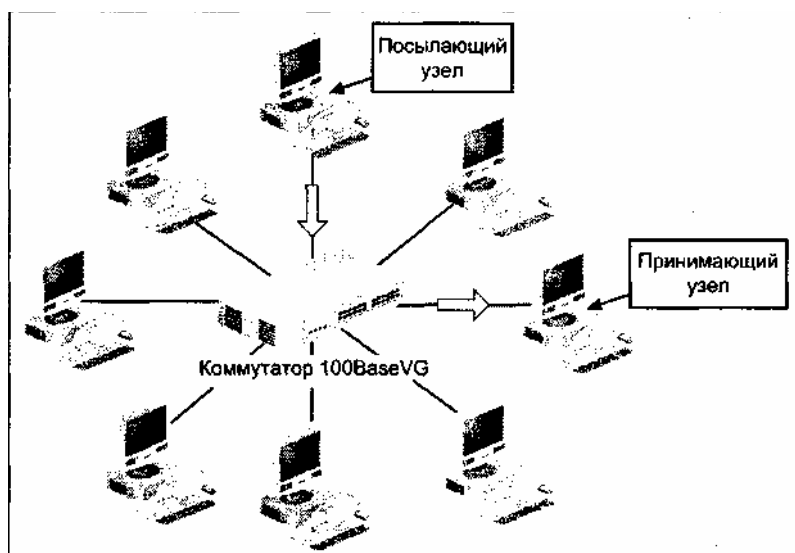 Посылающий
узел
Принимающий
узел
Коммутатор 100BaseVG